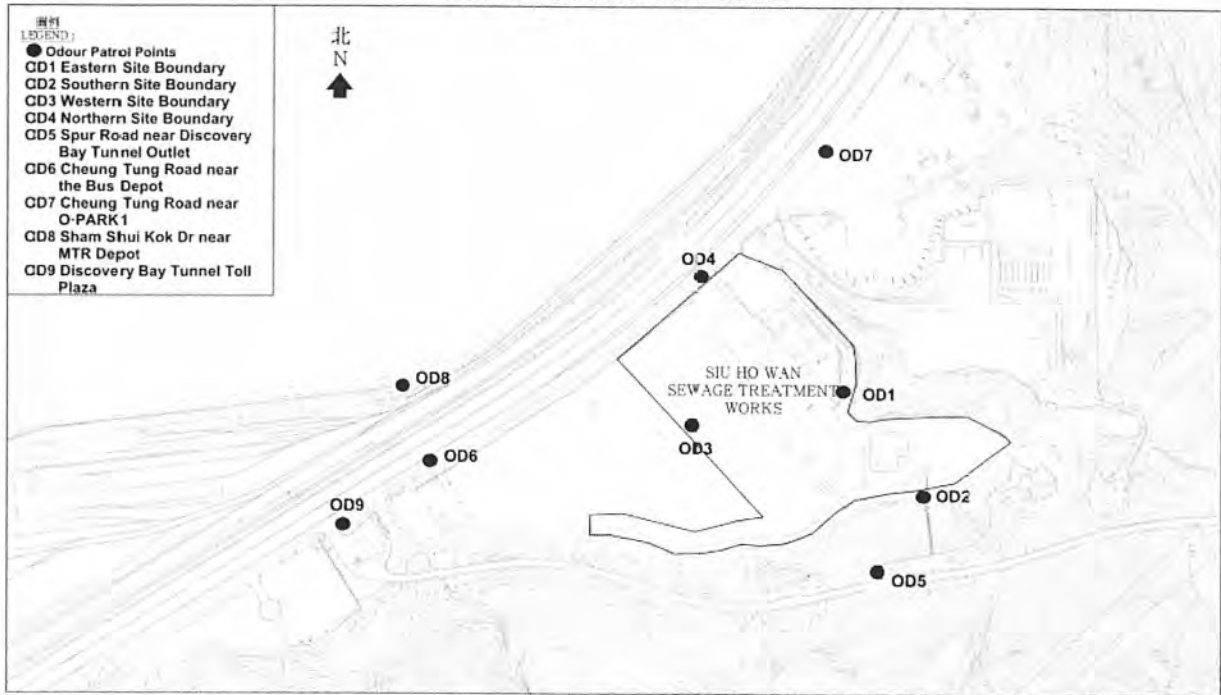 圖例
LEGEND:
Odour Patrol Points
OD1 Eastern Site Boundary
OD2 Southern Site Boundary
OD3 Western Site Boundary
OD4 Northern Site Boundary
OD5 Spur Road near Discovery
Bay Tunnel Outlet
OD6 Cheung Tung Road near
the Bus Depot
OD7 Cheung Tung Road near
O·PARK1
OD8 Sham Shui Kok Dr near
MTR Depot
OD9 Discovery Bay Tunnel Toll
Plaza
北
N
OD7
OD4
OD8
SIU HO WAN
SEWAGE TREATMENT
WORKS
OD1
OD3
OD6
OD2
OD9
OD5